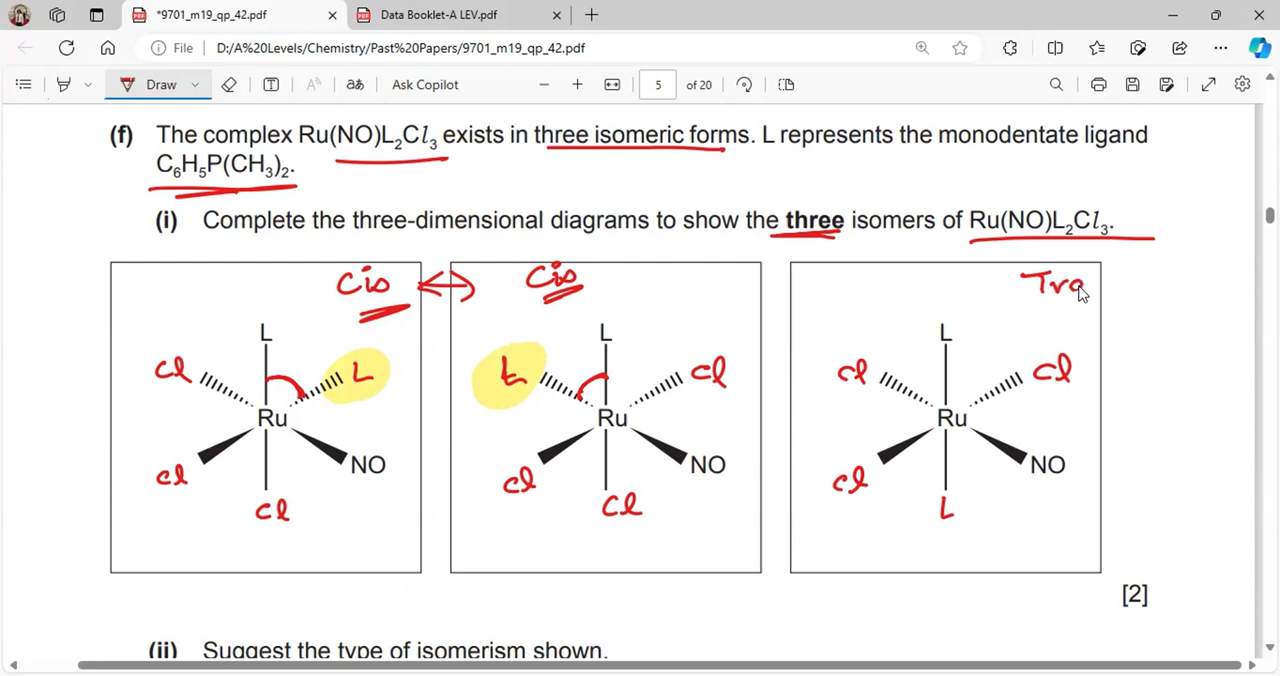 *9701_m19_qp_42.pdf
Data Booklet-A LEV.pdf
File
D:/A%20Levels/Chemistry/Past%20Papers/9701_m19_qp_42.pdf
Draw
aあ
Ask Copilot
5
of 20
(f) The complex Ru(NO)L₂Cl₃ exists in three isomeric forms. L represents the monodentate ligand
C₆H₅P(CH₃)₂.
(i) Complete the three-dimensional diagrams to show the three isomers of Ru(NO)L₂Cl₃.
Cis
Cis
Tra
L
L
L
Cl
L
L
Cl
Cl
Cl
Ru
Ru
Ru
Cl
NO
Cl
NO
Cl
NO
Cl
Cl
L
[2]
(ii) Suggest the type of isomerism shown.